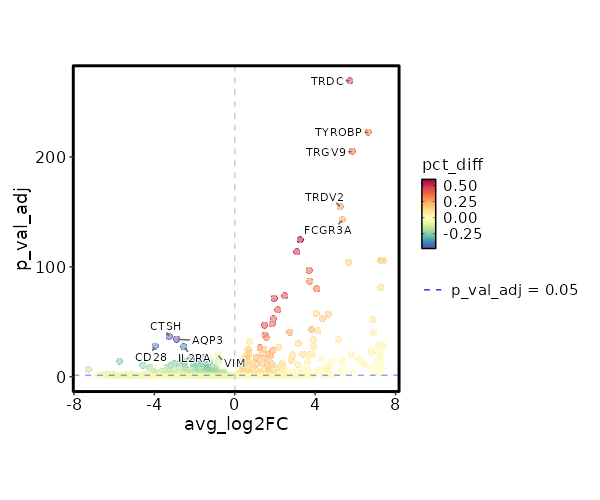 TRDC
TYROBP
TRGV9
TRDV2
FCGR3A
CTSH
AQP3
CD28
IL2RA
VIM
p_val_adj
200
100
0
-8
-4
0
4
8
avg_log2FC
pct_diff
0.50
0.25
0.00
-0.25
p_val_adj = 0.05